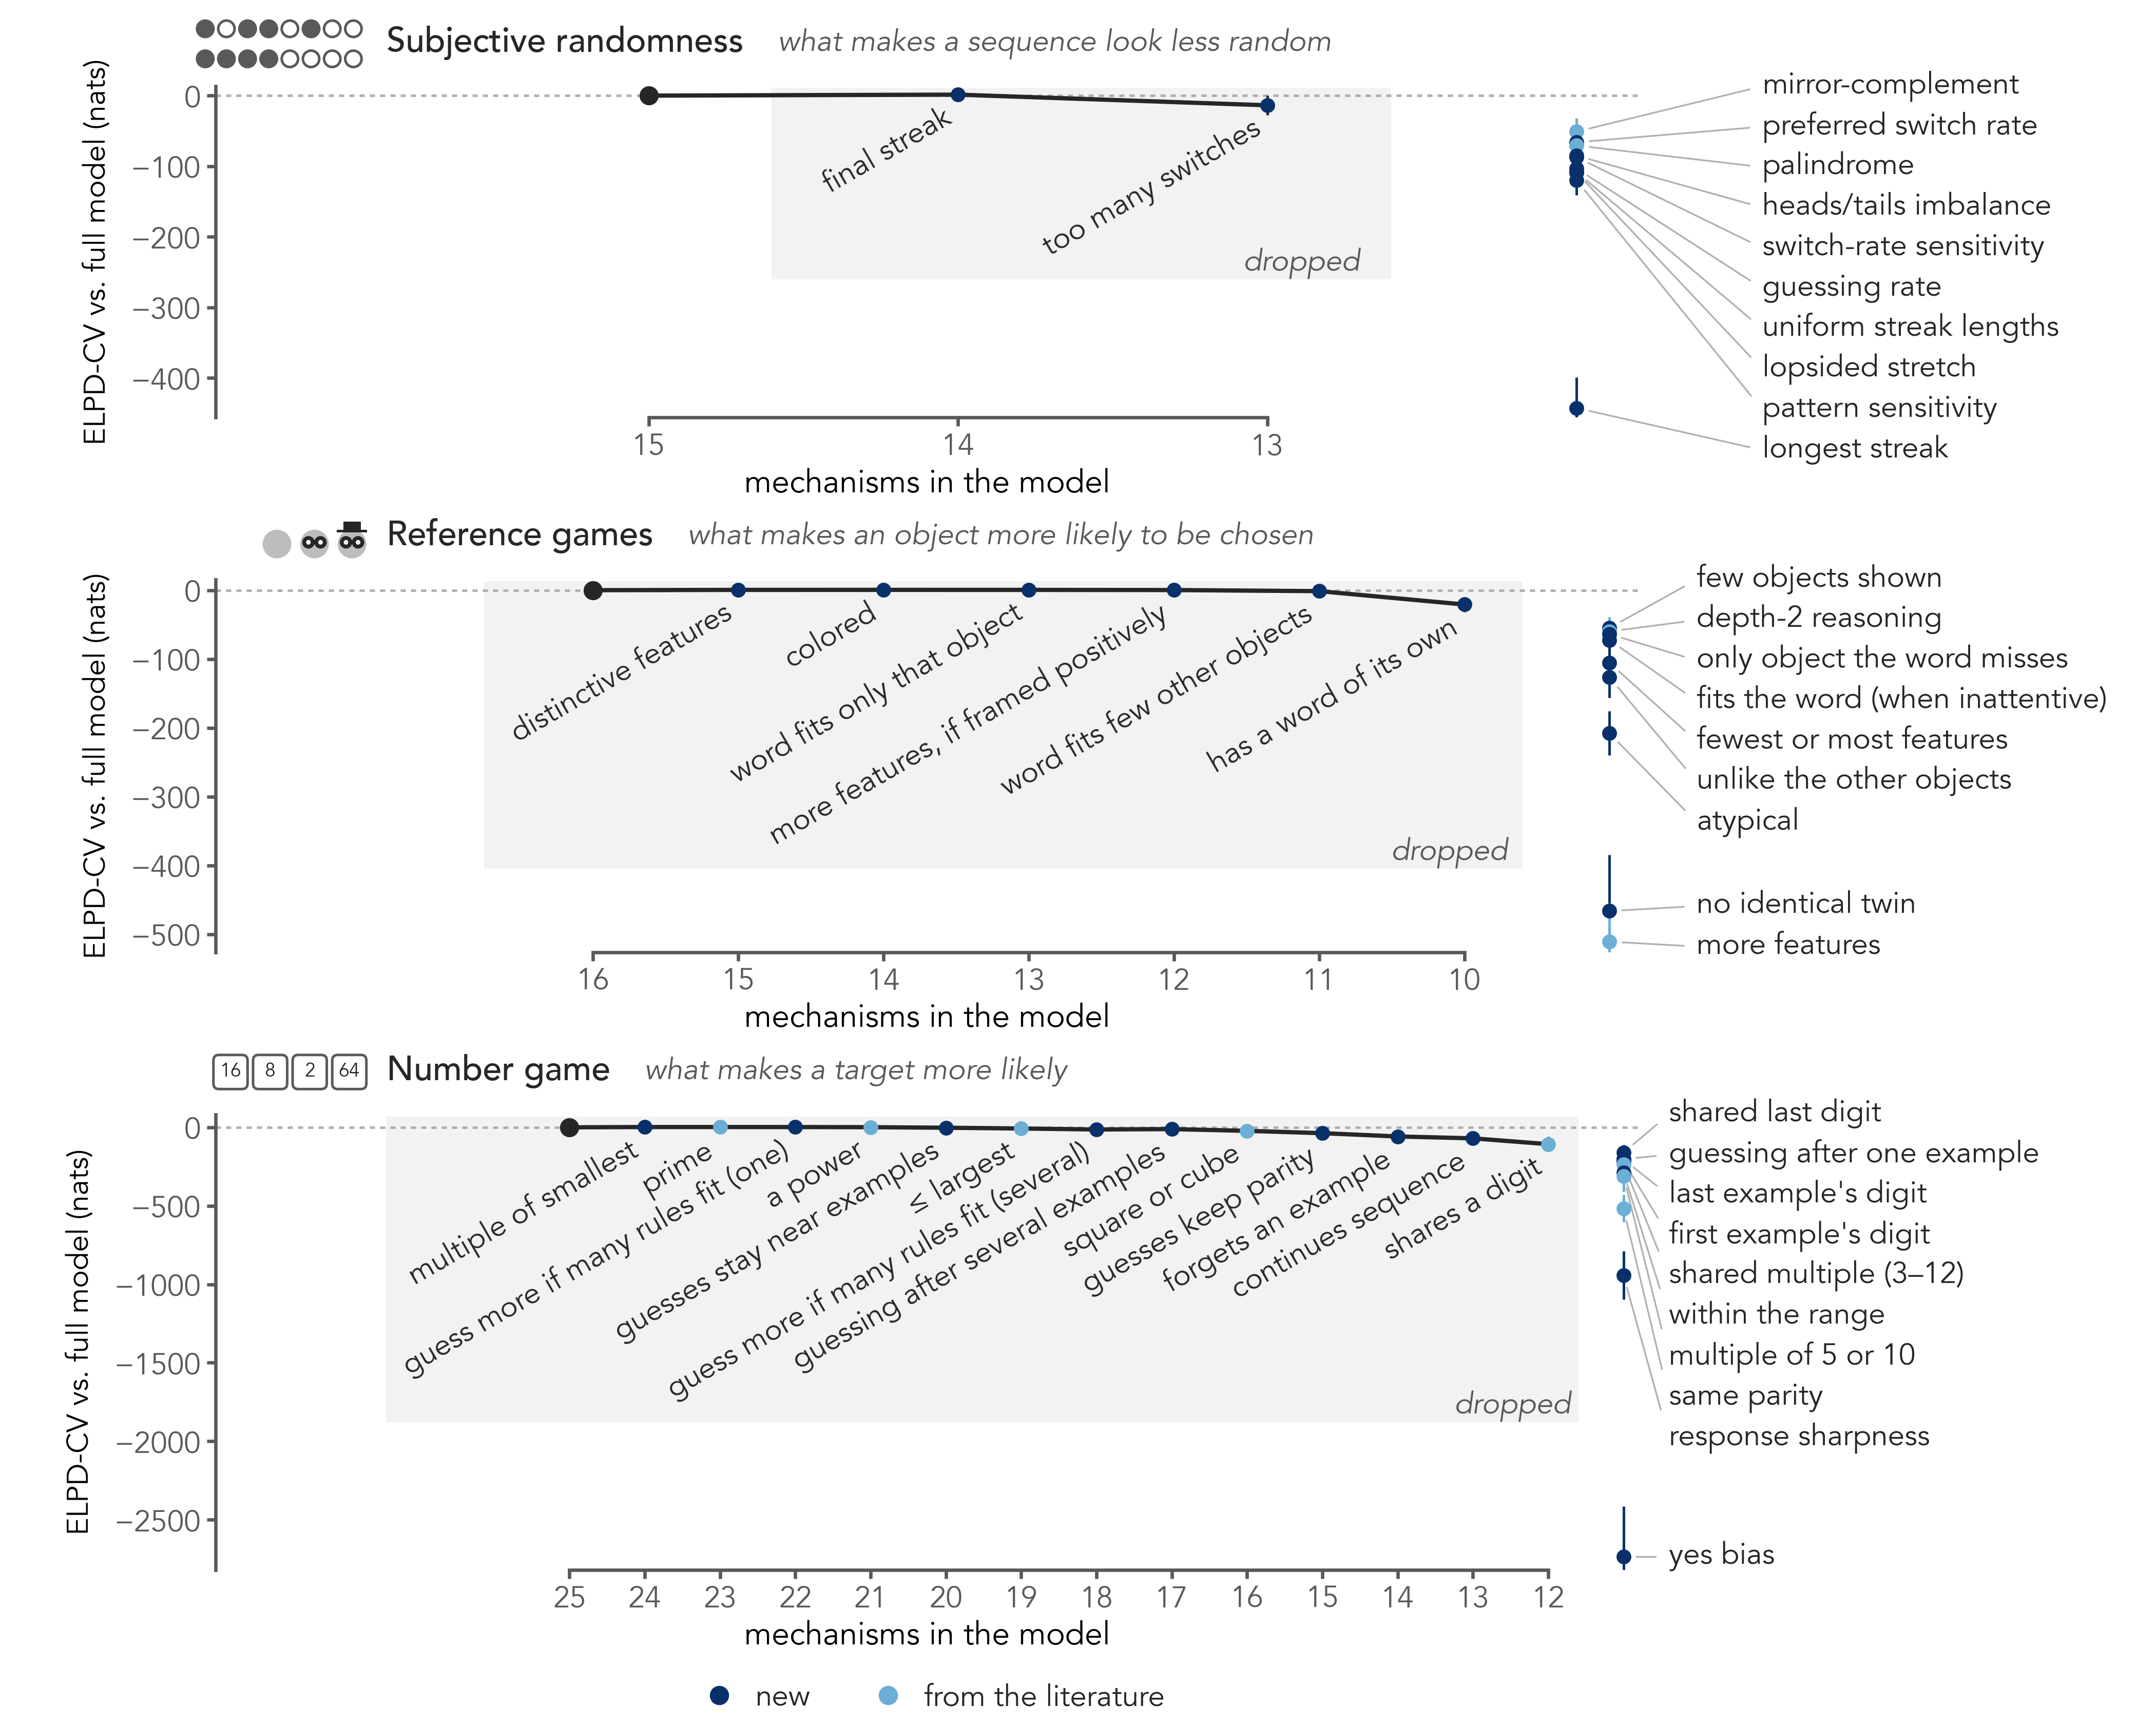 Subjective randomness what makes a sequence look less random
ELPD-CV vs. full model (nats)
0
−100
−200
−300
−400
final streak
too many switches
dropped
15 14 13
mechanisms in the model
mirror-complement
preferred switch rate
palindrome
heads/tails imbalance
switch-rate sensitivity
guessing rate
uniform streak lengths
lopsided stretch
pattern sensitivity
longest streak
Reference games what makes an object more likely to be chosen
ELPD-CV vs. full model (nats)
0
−100
−200
−300
−400
−500
distinctive features
colored
word fits only that object
more features, if framed positively
word fits few other objects
has a word of its own
dropped
16 15 14 13 12 11 10
mechanisms in the model
few objects shown
depth-2 reasoning
only object the word misses
fits the word (when inattentive)
fewest or most features
unlike the other objects
atypical
no identical twin
more features
16 8 2 64
Number game what makes a target more likely
ELPD-CV vs. full model (nats)
0
−500
−1000
−1500
−2000
−2500
multiple of smallest
prime
guess more if many rules fit (one)
a power
guesses stay near examples
≤ largest
guess more if many rules fit (several)
guessing after several examples
square or cube
guesses keep parity
forgets an example
continues sequence
shares a digit
dropped
25 24 23 22 21 20 19 18 17 16 15 14 13 12
mechanisms in the model
shared last digit
guessing after one example
last example's digit
first example's digit
shared multiple (3–12)
within the range
multiple of 5 or 10
same parity
response sharpness
yes bias
new from the literature